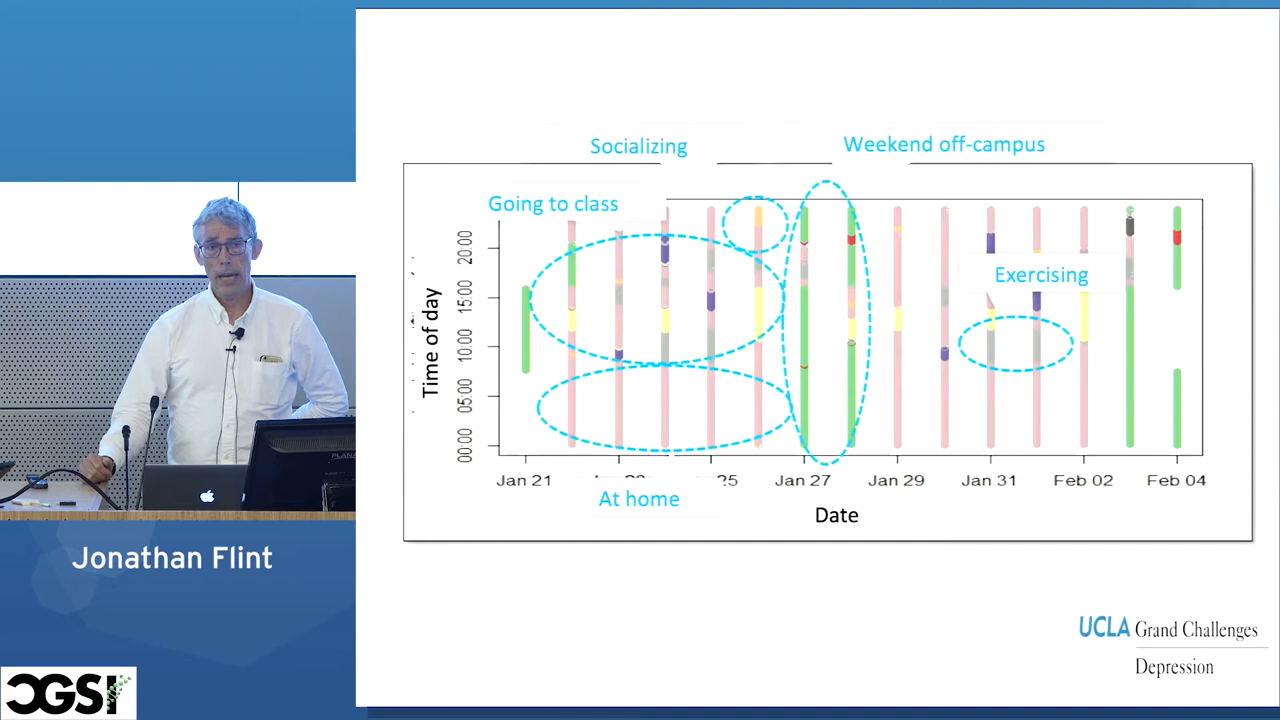 Socializing
Weekend off-campus
Going to class
Exercising
Time of day
20:00
15:00
10:00
05:00
00:00
Jan 21
25
Jan 27
Jan 29
Jan 31
Feb 02
Feb 04
At home
Date
Jonathan Flint
UCLA Grand Challenges
Depression
CGSI